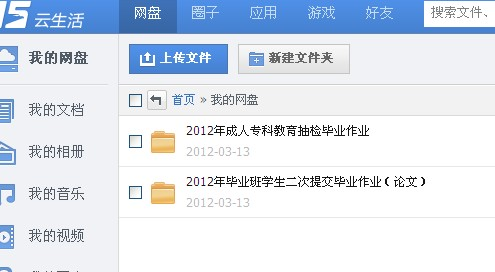 15 云生活
网盘 圈子 应用 游戏 好友 搜索文件、
我的网盘
上传文件 新建文件夹
首页 » 我的网盘
我的文档
2012年成人专科教育抽检毕业作业
2012-03-13
我的相册
2012年毕业班学生二次提交毕业作业（论文）
2012-03-13
我的音乐
我的视频